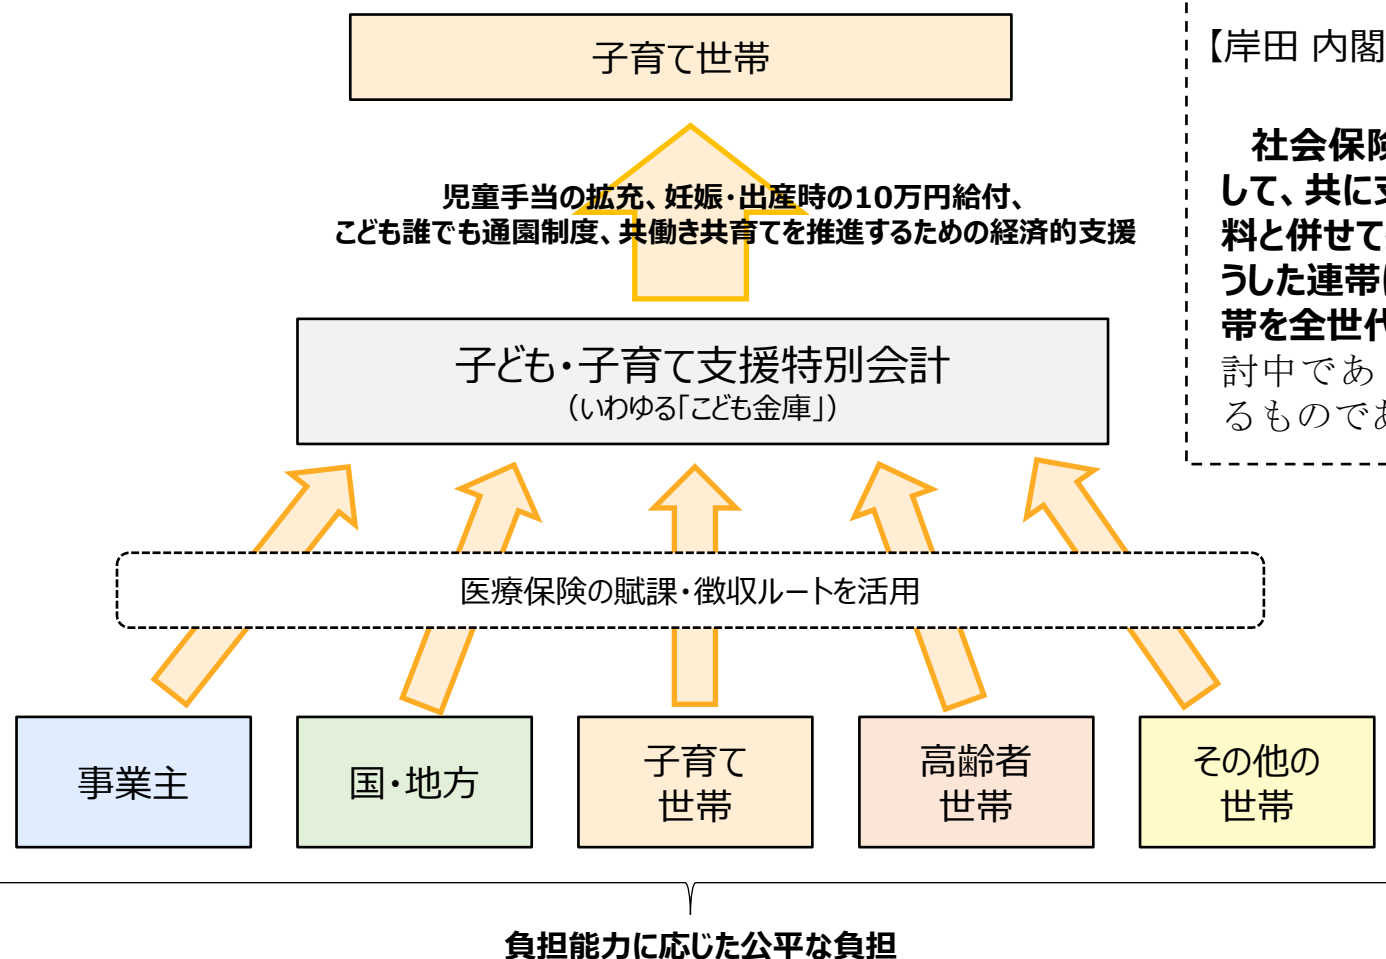 子育て世帯
児童手当の拡充、妊娠・出産時の10万円給付、
こども誰でも通園制度、共働き共育てを推進するための経済的支援
子ども・子育て支援特別会計
（いわゆる「こども金庫」）
医療保険の賦課・徴収ルートを活用
事業主
国・地方
子育て
世帯
高齢者
世帯
その他の
世帯
負担能力に応じた公平な負担
【岸田 内閣
社会保険
して、共に支
料と併せて
うした連帯
帯を全世代
討中であ
るものであ